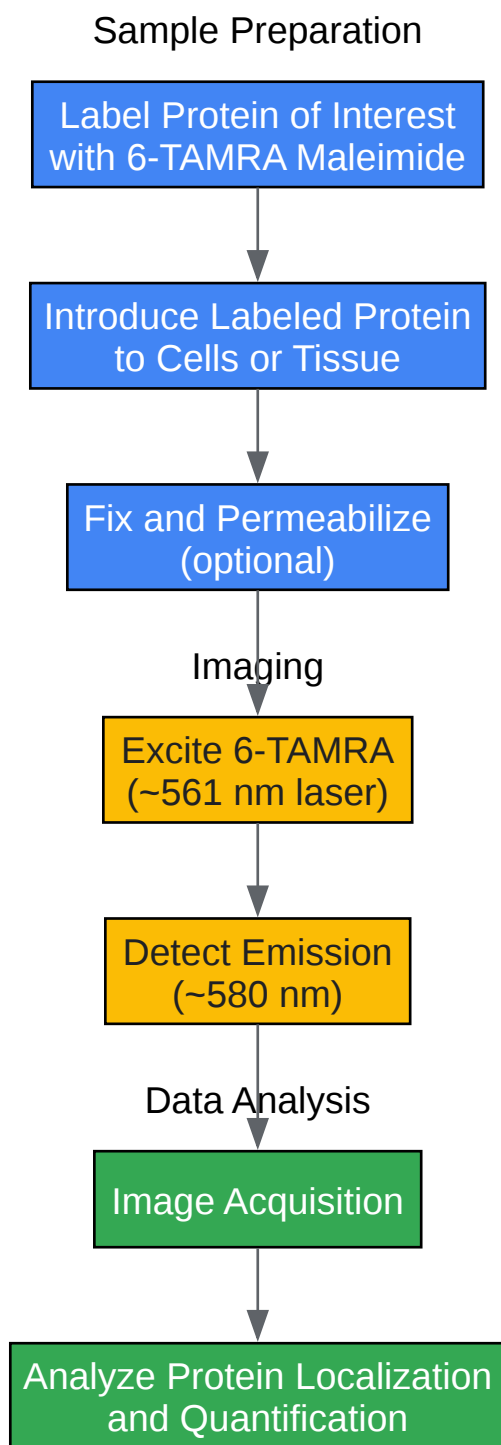 Sample Preparation
Label Protein of Interest
with 6-TAMRA Maleimide
Introduce Labeled Protein
to Cells or Tissue
Fix and Permeabilize
(optional)
Imaging
Excite 6-TAMRA
(~561 nm laser)
Detect Emission
(~580 nm)
Data Analysis
Image Acquisition
Analyze Protein Localization
and Quantification